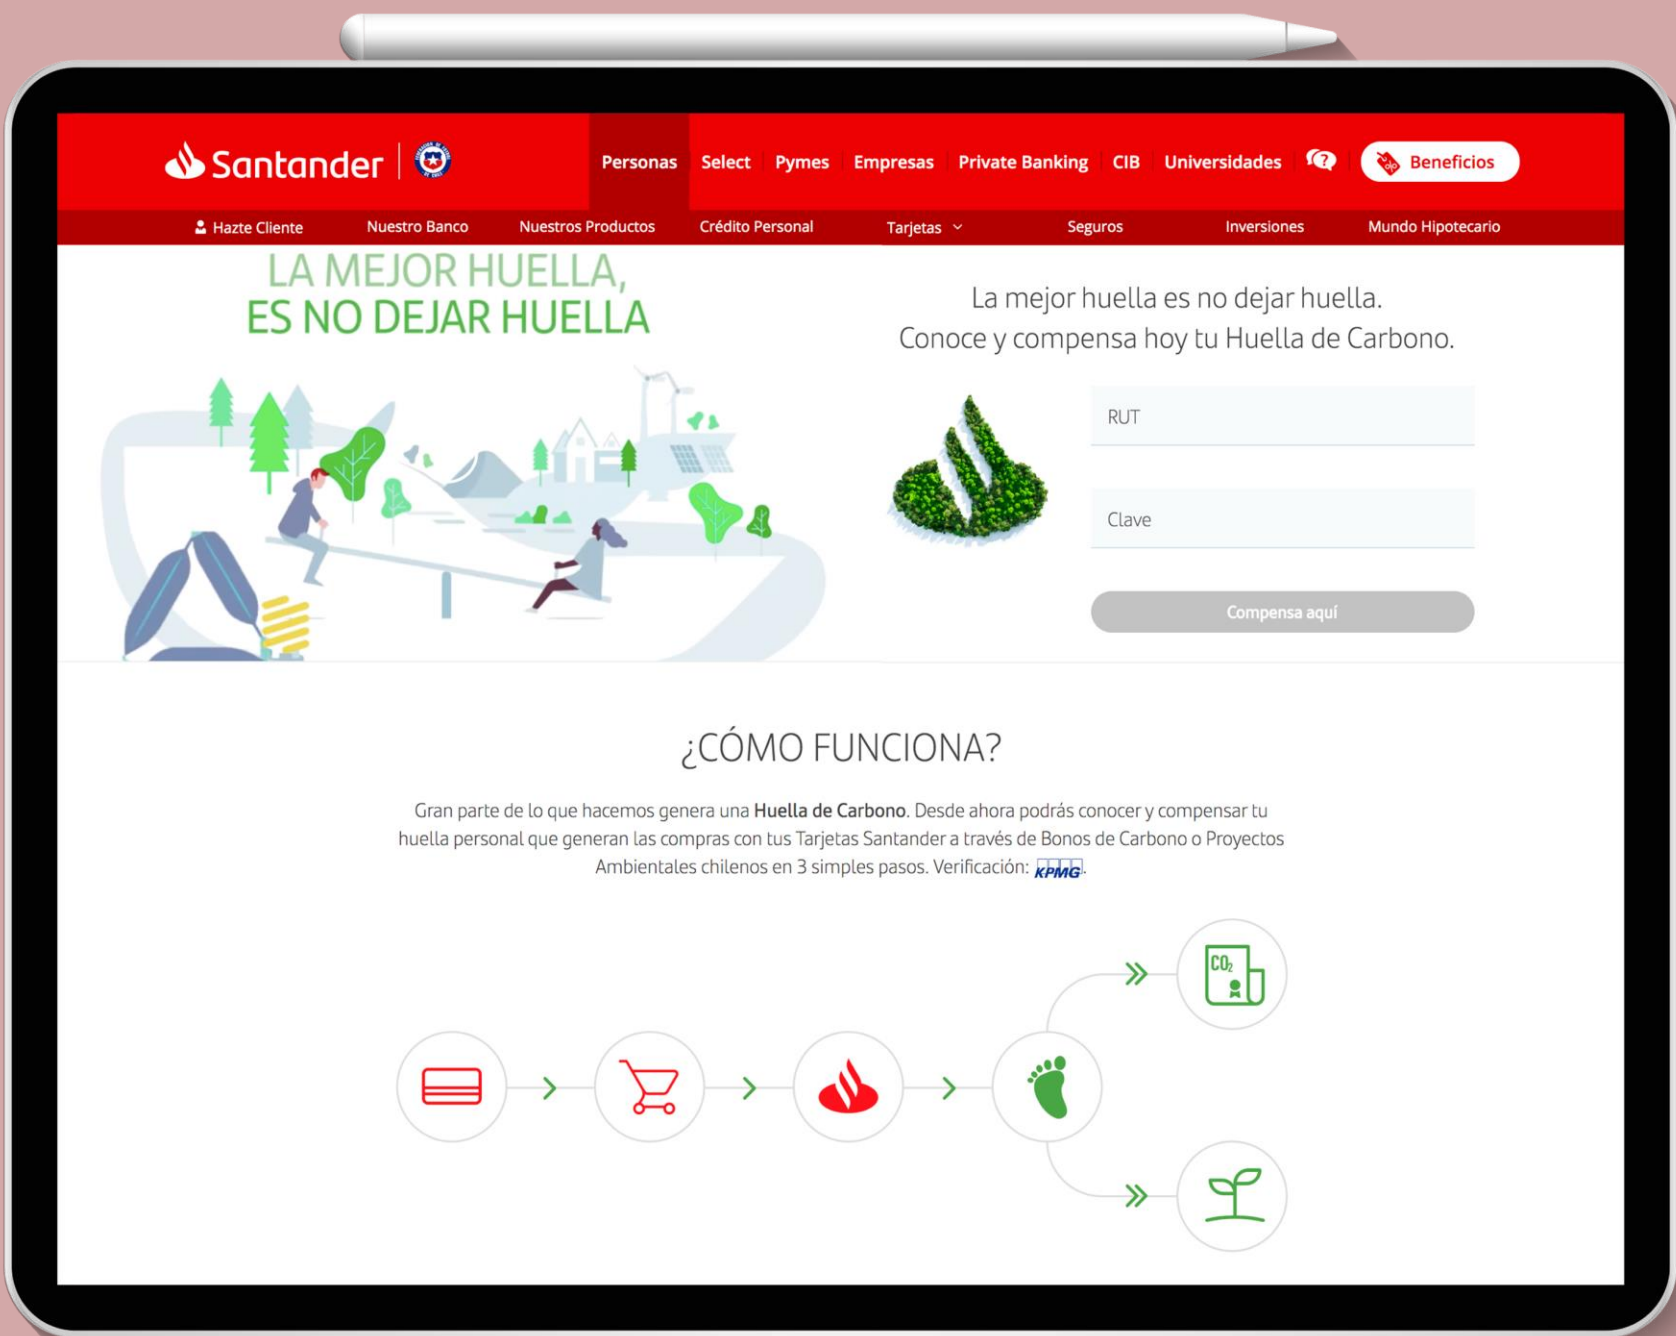 Santander
Personas
Select
Pymes
Empresas
Private Banking
CIB
Universidades
?
Beneficios
Hazte Cliente
Nuestro Banco
Nuestros Productos
Crédito Personal
Tarjetas
Seguros
Inversiones
Mundo Hipotecario
LA MEJOR HUELLA,
ES NO DEJAR HUELLA
La mejor huella es no dejar huella.
Conoce y compensa hoy tu Huella de Carbono.
RUT
Clave
Compensa aquí
¿CÓMO FUNCIONA?
Gran parte de lo que hacemos genera una Huella de Carbono. Desde ahora podrás conocer y compensar tu
huella personal que generan las compras con tus Tarjetas Santander a través de Bonos de Carbono o Proyectos
Ambientales chilenos en 3 simples pasos. Verificación: KPMG.
CO₂